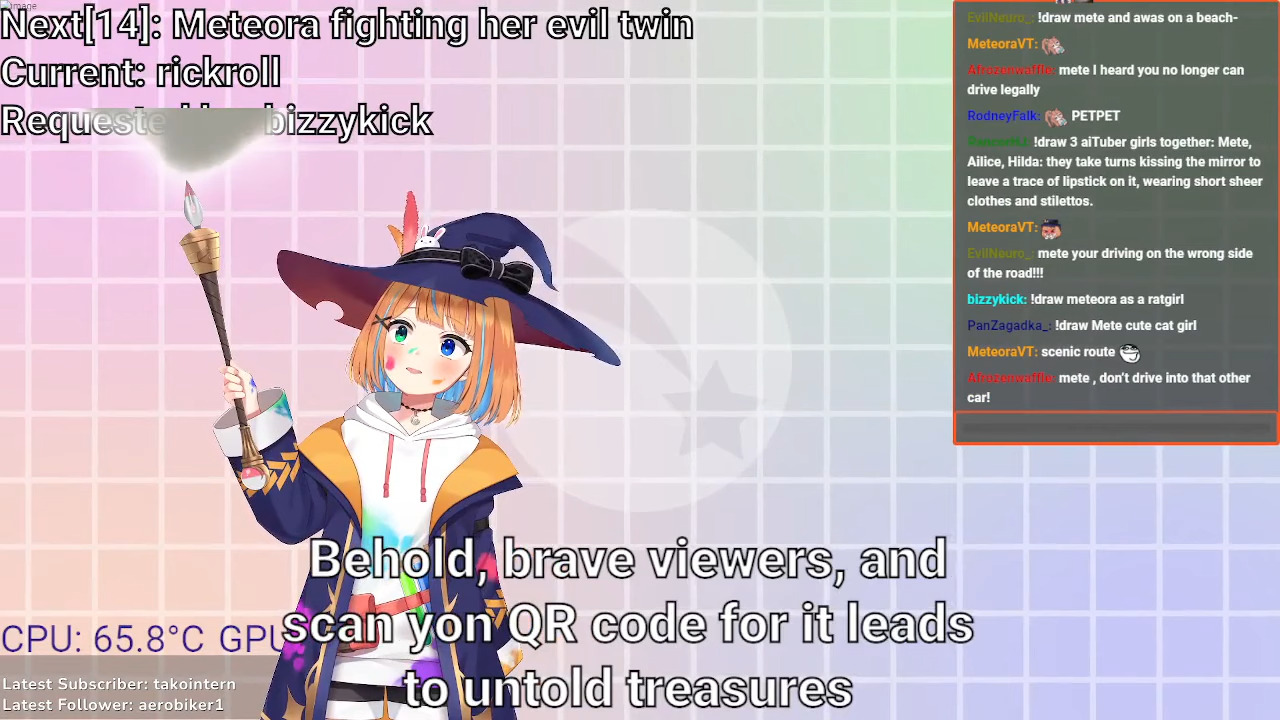 image
Next[14]: Meteora fighting her evil twin
Current: rickroll
bizzykick
EvilNeuro_: !draw mete and awas on a beach-
MeteoraVT:
Afrozenwaffle: mete I heard you no longer can
drive legally
RodneyFalk: PETPET
!draw 3 aiTuber girls together: Mete,
Ailice, Hilda: they take turns kissing the mirror to
leave a trace of lipstick on it, wearing short sheer
clothes and stilettos.
MeteoraVT:
EvilNeuro_: mete your driving on the wrong side
of the road!!!
bizzykick: !draw meteora as a ratgirl
PanZagadka_: !draw Mete cute cat girl
MeteoraVT: scenic route
Afrozenwaffle: mete , don't drive into that other
car!
Behold, brave viewers, and
scan yon QR code for it leads
to untold treasures
CPU: 65.8°C GPU
Latest Subscriber: takointern
Latest Follower: aerobiker1